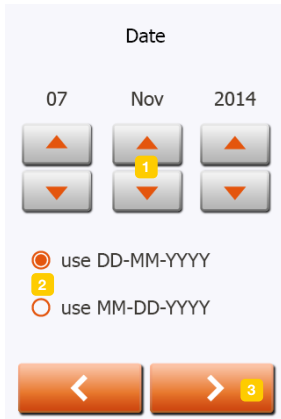 Date
07 Nov 2014
1
use DD-MM-YYYY
2
use MM-DD-YYYY
3